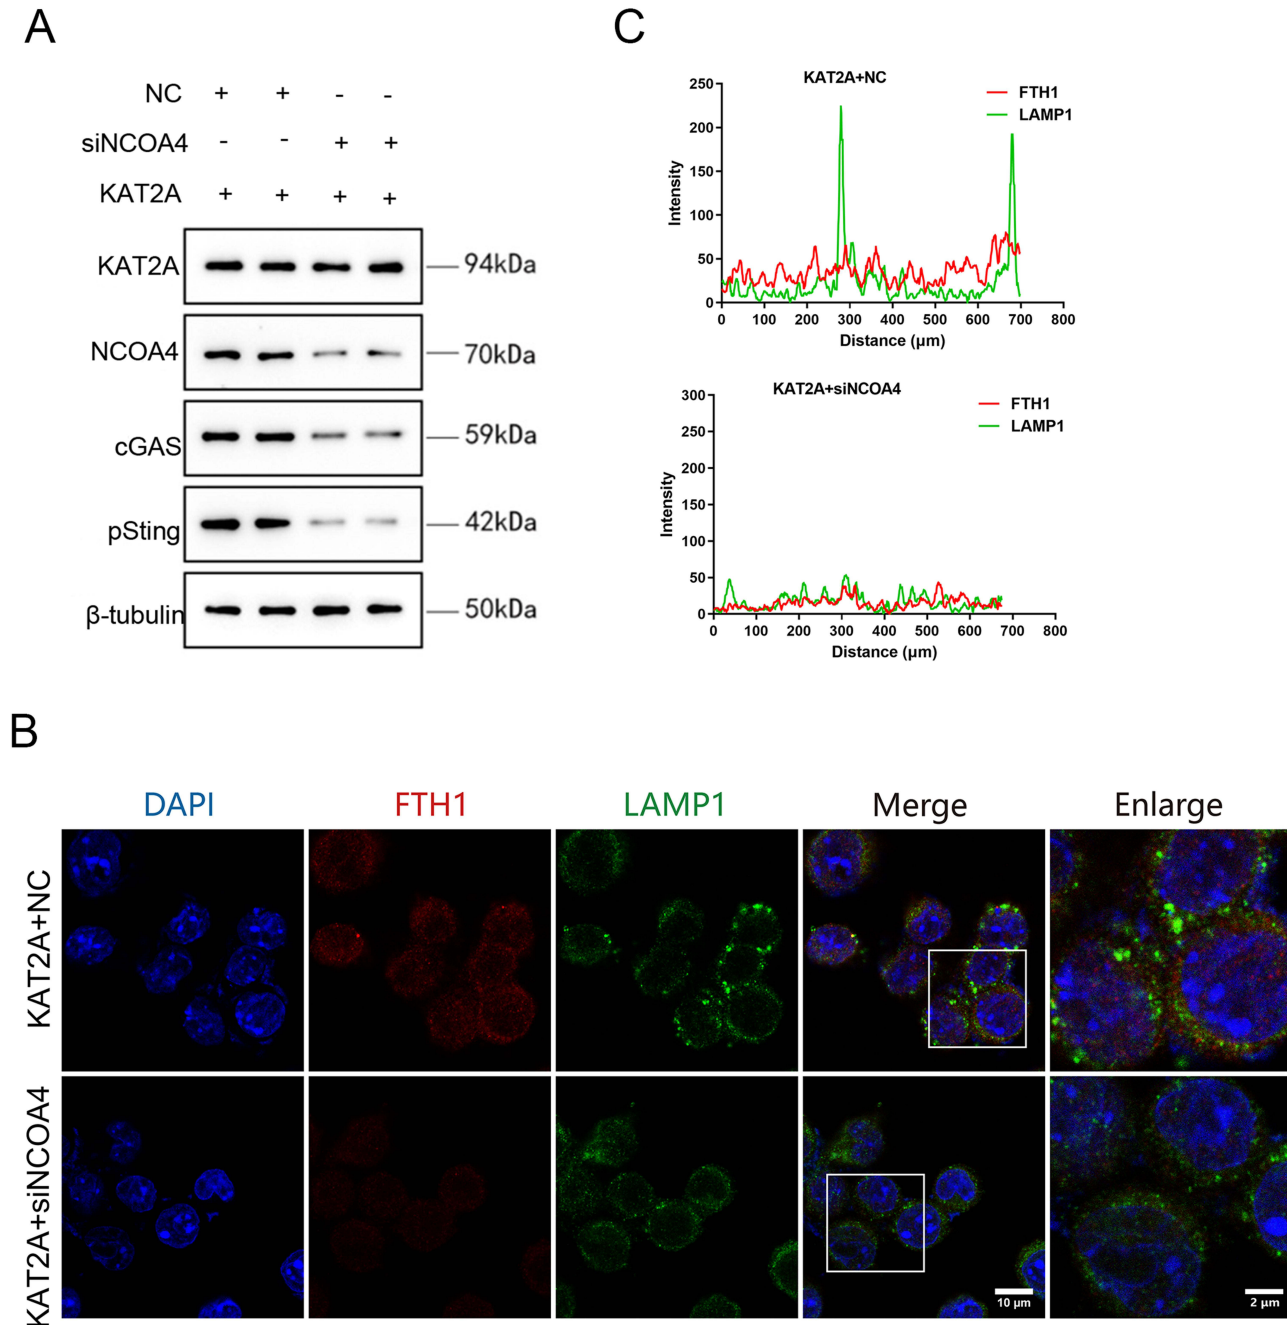 A
NC + + - -
siNCOA4 - - + +
KAT2A + + + +
KAT2A 94kDa
NCOA4 70kDa
cGAS 59kDa
pSting 42kDa
β-tubulin 50kDa
C
KAT2A+NC
FTH1
LAMP1
Intensity
250
200
150
100
50
0
0 100 200 300 400 500 600 700 800
Distance (μm)
KAT2A+siNCOA4
FTH1
LAMP1
Intensity
300
250
200
150
100
50
0
0 100 200 300 400 500 600 700 800
Distance (μm)
B
DAPI FTH1 LAMP1 Merge Enlarge
KAT2A+NC
KAT2A+siNCOA4
10 μm
2 μm